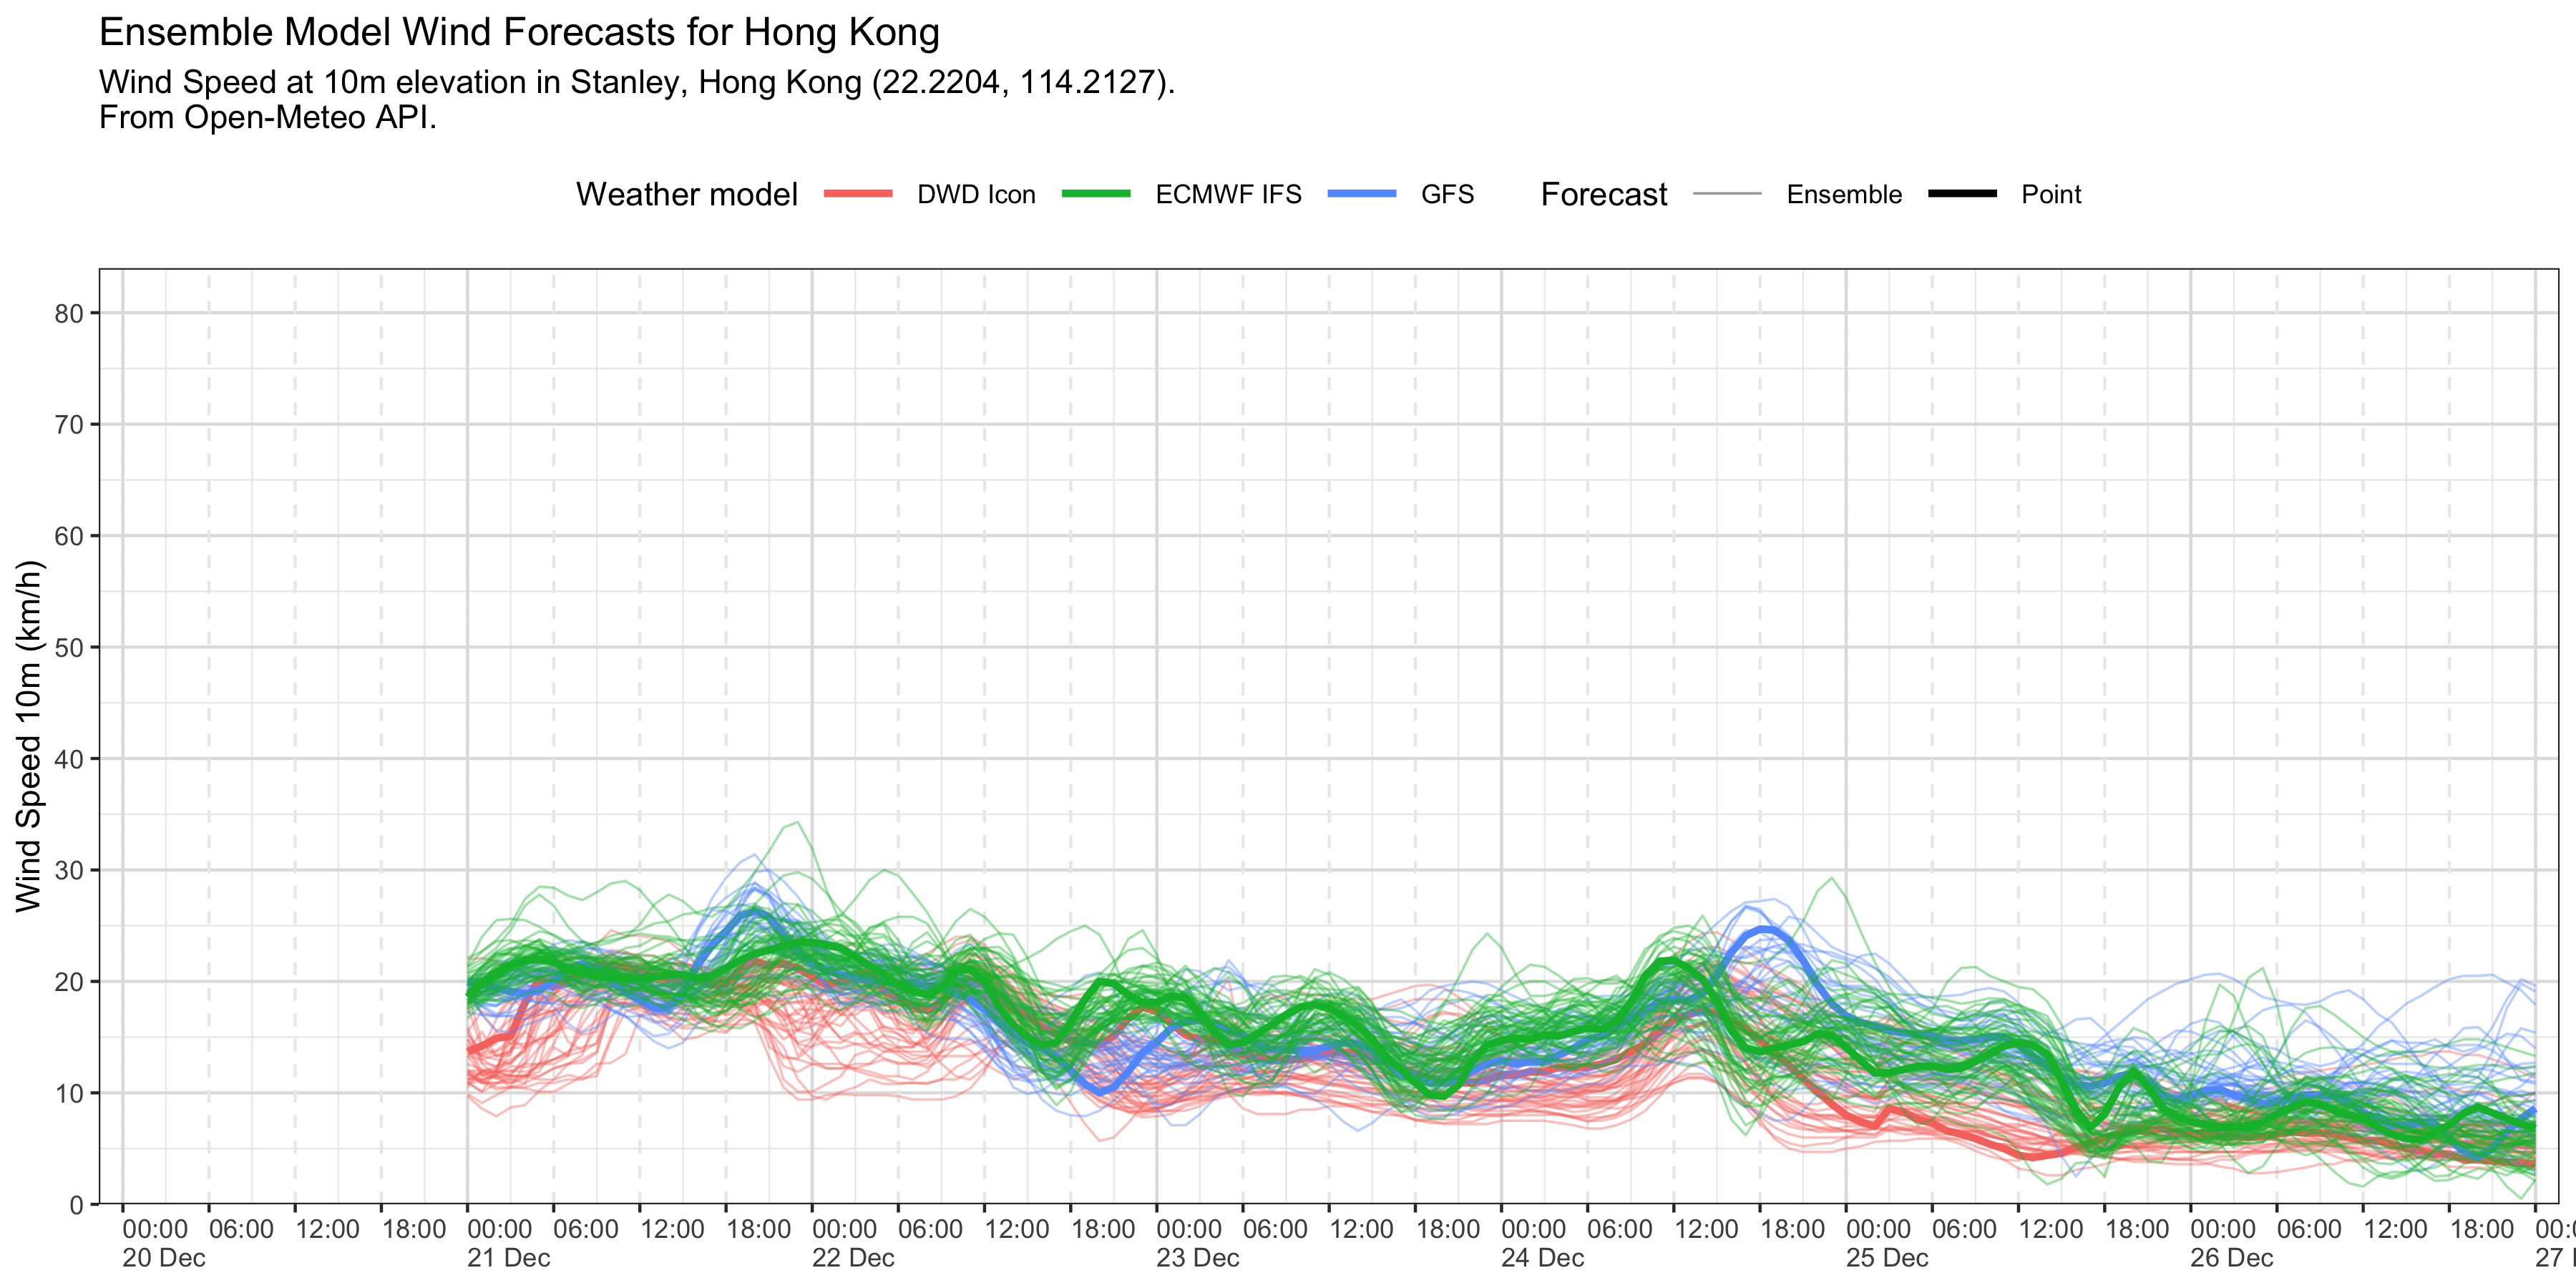 Ensemble Model Wind Forecasts for Hong Kong
Wind Speed at 10m elevation in Stanley, Hong Kong (22.2204, 114.2127).
From Open-Meteo API.
Weather model DWD Icon ECMWF IFS GFS Forecast Ensemble Point
Wind Speed 10m (km/h)
80
70
60
50
40
30
20
10
0
00:00 06:00 12:00 18:00 00:00 06:00 12:00 18:00 00:00 06:00 12:00 18:00 00:00 06:00 12:00 18:00 00:00 06:00 12:00 18:00 00:00 06:00 12:00 18:00 00:00 06:00 12:00 18:00 00:0
20 Dec 21 Dec 22 Dec 23 Dec 24 Dec 25 Dec 26 Dec 27